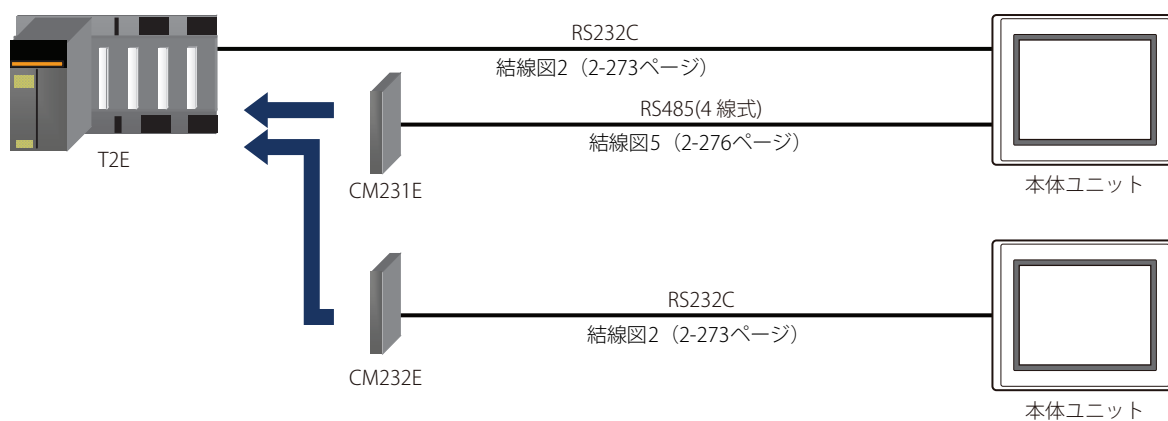 RS232C
結線図2（2-273ページ）
RS485(4 線式)
結線図5（2-276ページ）
T2E
CM231E
本体ユニット
RS232C
結線図2（2-273ページ）
CM232E
本体ユニット